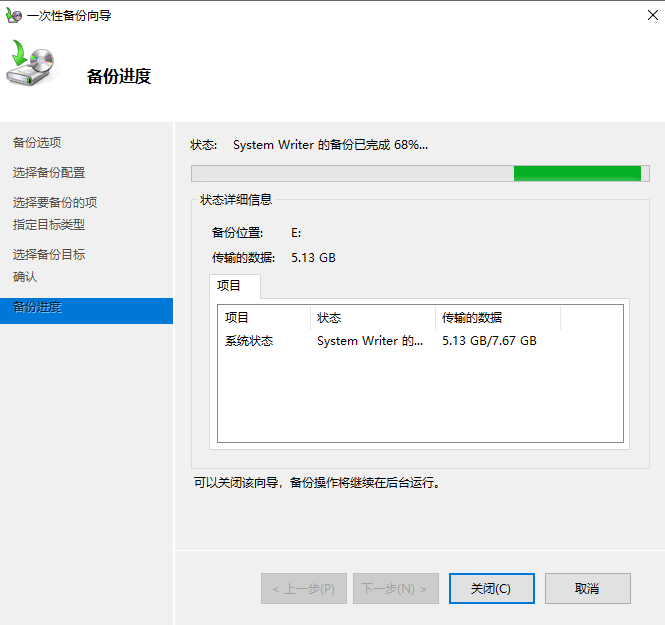 一次性备份向导
备份进度
备份选项
选择备份配置
选择要备份的项
指定目标类型
选择备份目标
确认
备份进度
状态: System Writer 的备份已完成 68%...
状态详细信息
备份位置: E:
传输的数据: 5.13 GB
项目
项目 状态 传输的数据
系统状态 System Writer 的... 5.13 GB/7.67 GB
可以关闭该向导，备份操作将继续在后台运行。
< 上一步(P) 下一步(N) > 关闭(C) 取消